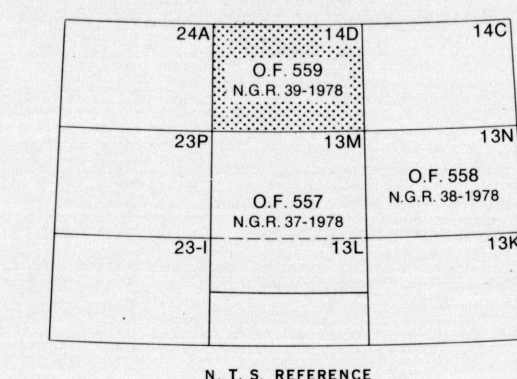 24A 14D 14C
O.F. 559
N.G.R. 39-1978
23P 13M 13N
O.F. 558
N.G.R. 38-1978
O.F. 557
N.G.R. 37-1978
23-I 13L 13K
N. T. S. REFERENCE